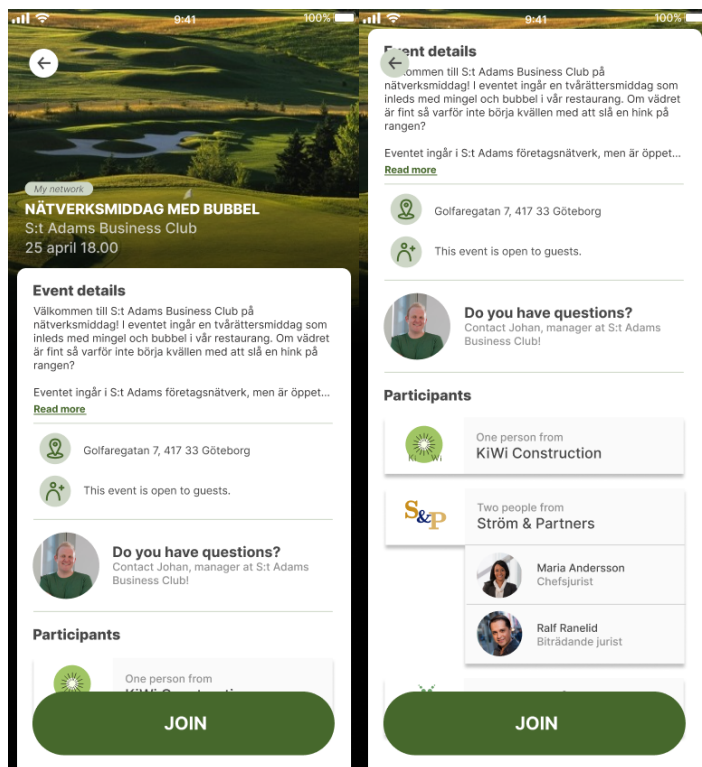 9:41
100%
My network
NÄTVERKSMIDDAG MED BUBBEL
S:t Adams Business Club
25 april 18.00
Event details
Välkommen till S:t Adams Business Club på
nätverksmiddag! I eventet ingår en tvårättersmiddag som
inleds med mingel och bubbel i vår restaurang. Om vädret
är fint så varför inte börja kvällen med att slå en hink på
rangen?
Eventet ingår i S:t Adams företagsnätverk, men är öppet...
Read more
Golfaregatan 7, 417 33 Göteborg
This event is open to guests.
Do you have questions?
Contact Johan, manager at S:t Adams
Business Club!
Participants
One person from
KiWi Construction
JOIN
9:41
100%
Event details
kommen till S:t Adams Business Club på
nätverksmiddag! I eventet ingår en tvårättersmiddag som
inleds med mingel och bubbel i vår restaurang. Om vädret
är fint så varför inte börja kvällen med att slå en hink på
rangen?
Eventet ingår i S:t Adams företagsnätverk, men är öppet...
Read more
Golfaregatan 7, 417 33 Göteborg
This event is open to guests.
Do you have questions?
Contact Johan, manager at S:t Adams
Business Club!
Participants
Ki Wi
One person from
KiWi Construction
S&P
Two people from
Ström & Partners
Maria Andersson
Chefsjurist
Ralf Ranelid
Biträdande jurist
JOIN